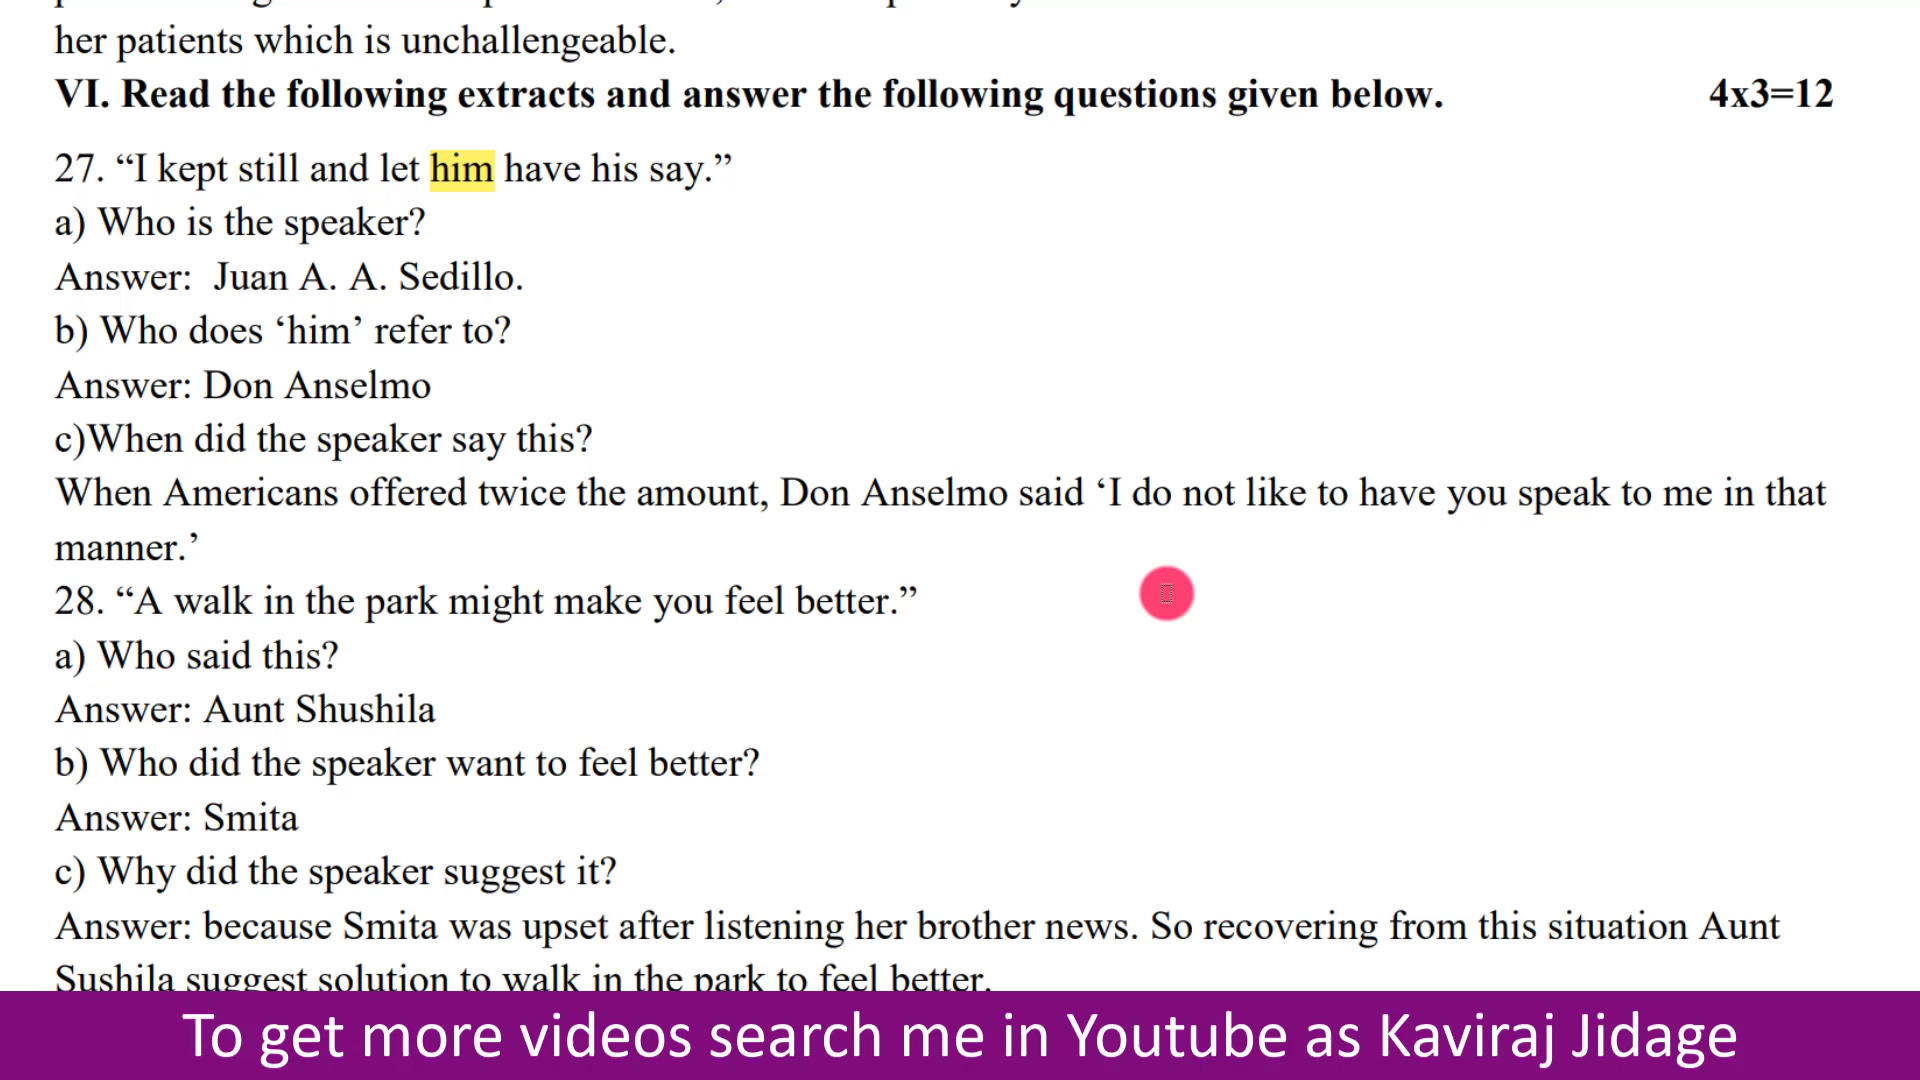 her patients which is unchallengeable.
VI. Read the following extracts and answer the following questions given below. 4x3=12
27. “I kept still and let him have his say.”
a) Who is the speaker?
Answer:  Juan A. A. Sedillo.
b) Who does ‘him’ refer to?
Answer: Don Anselmo
c)When did the speaker say this?
When Americans offered twice the amount, Don Anselmo said ‘I do not like to have you speak to me in that
manner.’
28. “A walk in the park might make you feel better.”
a) Who said this?
Answer: Aunt Shushila
b) Who did the speaker want to feel better?
Answer: Smita
c) Why did the speaker suggest it?
Answer: because Smita was upset after listening her brother news. So recovering from this situation Aunt
Sushila suggest solution to walk in the park to feel better.
To get more videos search me in Youtube as Kaviraj Jidage